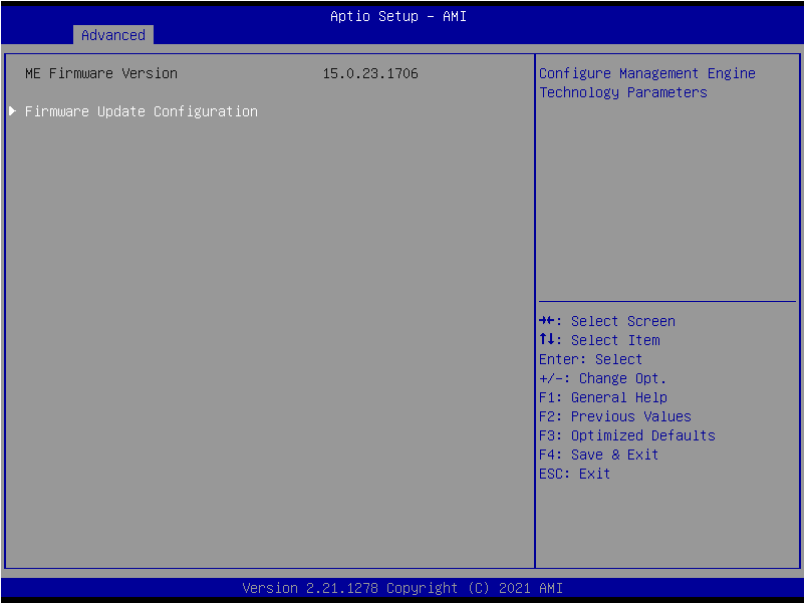 Aptio Setup – AMI
Advanced
ME Firmware Version 15.0.23.1706
▶ Firmware Update Configuration
Configure Management Engine
Technology Parameters
→←: Select Screen
↑↓: Select Item
Enter: Select
+/-: Change Opt.
F1: General Help
F2: Previous Values
F3: Optimized Defaults
F4: Save & Exit
ESC: Exit
Version 2.21.1278 Copyright (C) 2021 AMI